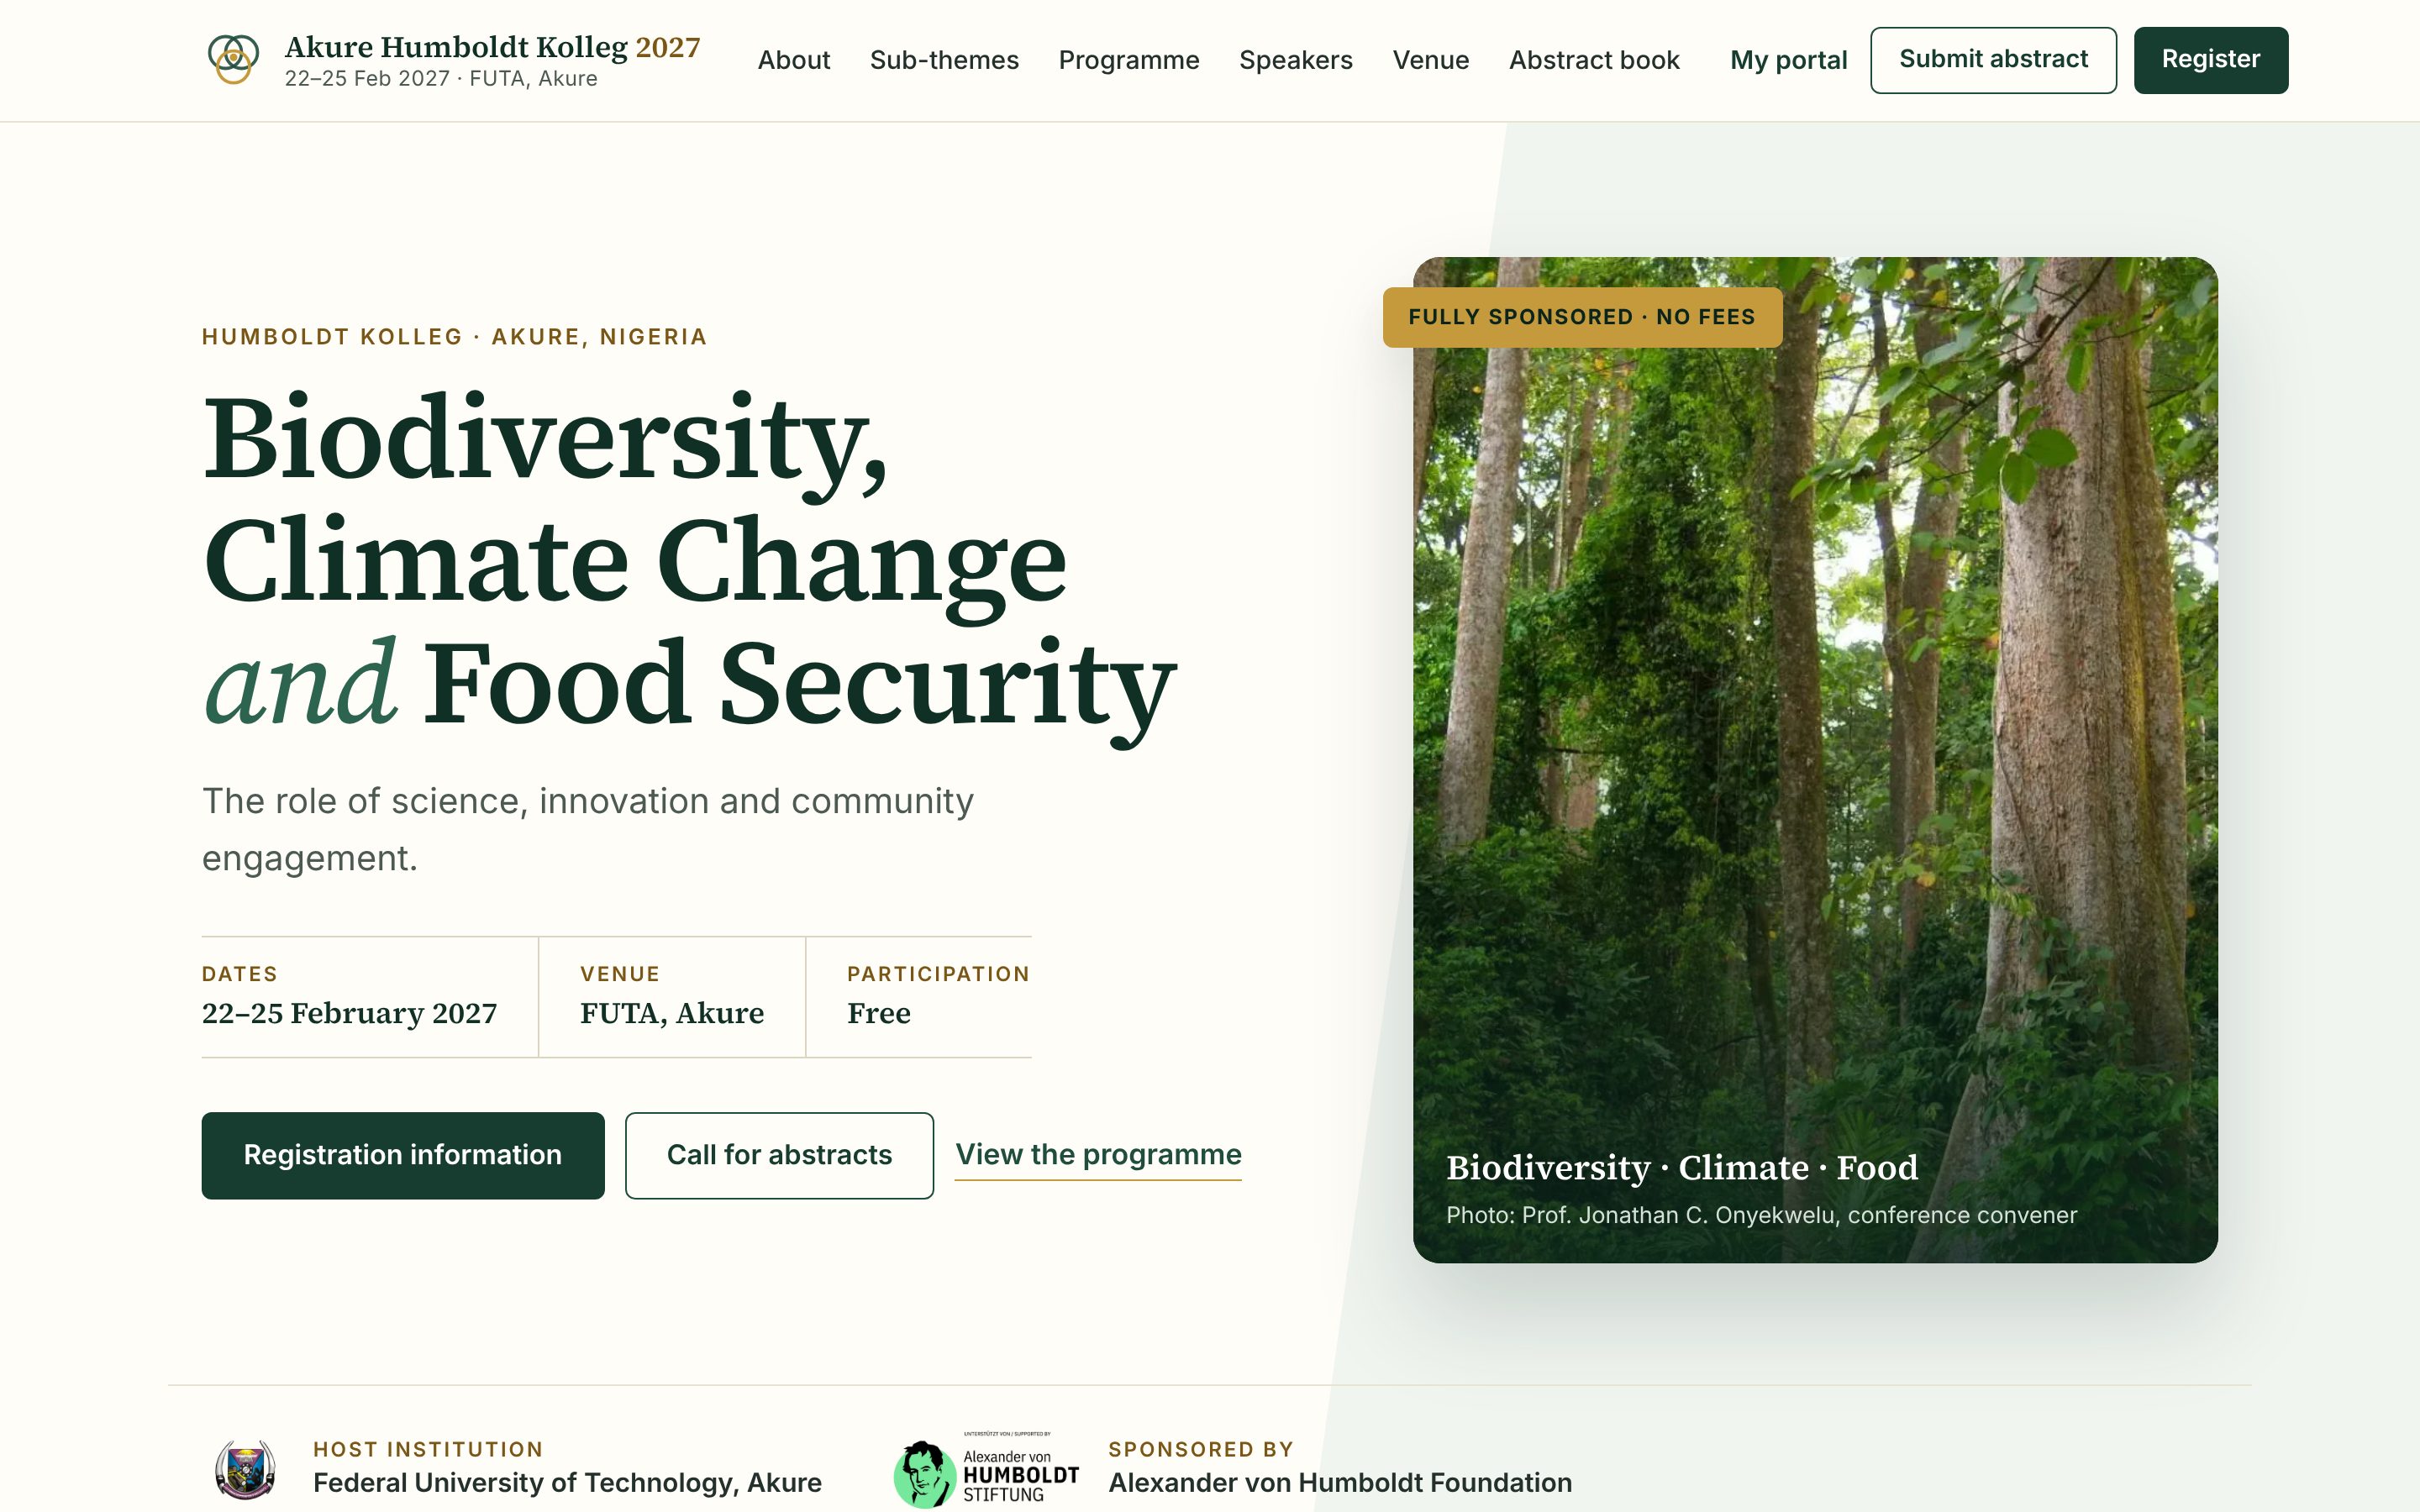 Akure Humboldt Kolleg 2027
22–25 Feb 2027 · FUTA, Akure
About
Sub-themes
Programme
Speakers
Venue
Abstract book
My portal
Submit abstract
Register
HUMBOLDT KOLLEG · AKURE, NIGERIA
Biodiversity,
Climate Change
and Food Security
The role of science, innovation and community
engagement.
DATES
22–25 February 2027
VENUE
FUTA, Akure
PARTICIPATION
Free
Registration information
Call for abstracts
View the programme
FULLY SPONSORED · NO FEES
Biodiversity · Climate · Food
Photo: Prof. Jonathan C. Onyekwelu, conference convener
HOST INSTITUTION
Federal University of Technology, Akure
UNTERSTÜTZT VON / SUPPORTED BY
Alexander von
HUMBOLDT
STIFTUNG
SPONSORED BY
Alexander von Humboldt Foundation